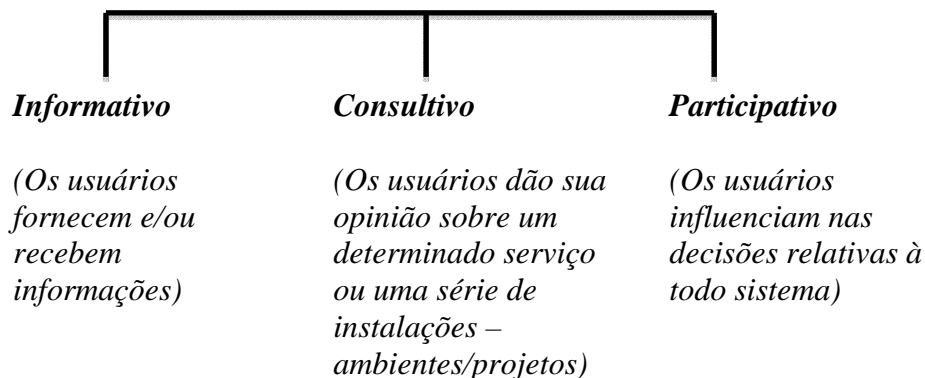 Informativo
(Os usuários
fornecem e/ou
recebem
informações)
Consultivo
(Os usuários dão sua
opinião sobre um
determinado serviço
ou uma série de
instalações –
ambientes/projetos)
Participativo
(Os usuários
influenciam nas
decisões relativas à
todo sistema)